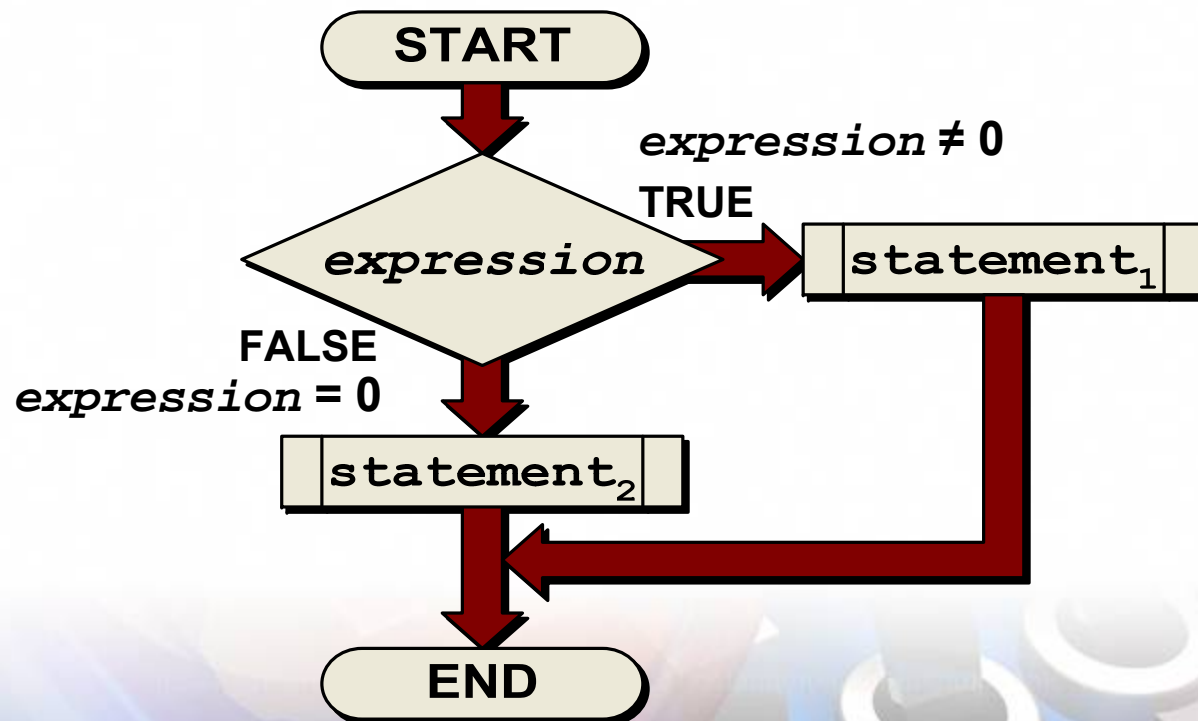 START
expression ≠ 0
TRUE
expression
statement₁
FALSE
expression = 0
statement₂
END